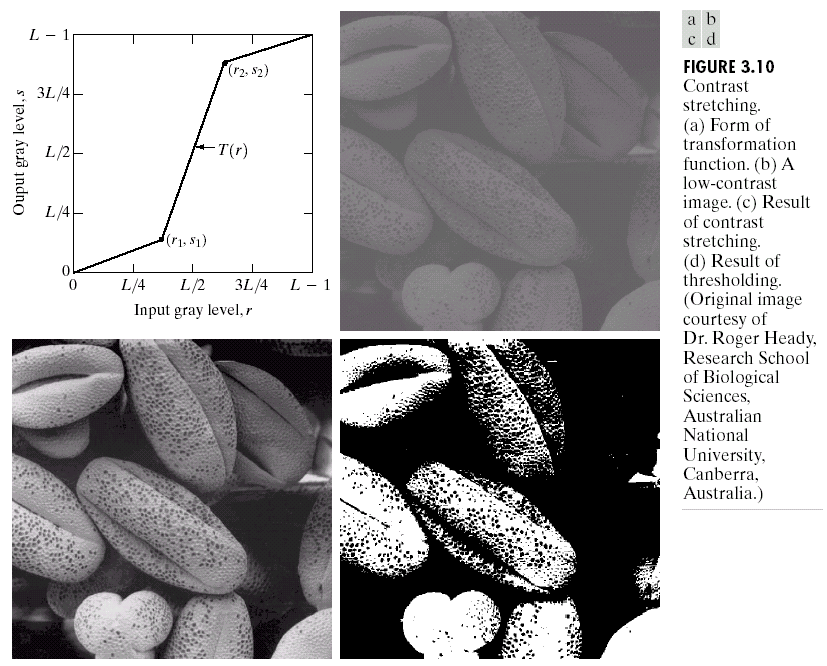 L − 1
3L/4
L/2
L/4
0
Ouput gray level, s
(r₂, s₂)
T(r)
(r₁, s₁)
0 L/4 L/2 3L/4 L − 1
Input gray level, r
a b
c d
FIGURE 3.10
Contrast
stretching.
(a) Form of
transformation
function. (b) A
low-contrast
image. (c) Result
of contrast
stretching.
(d) Result of
thresholding.
(Original image
courtesy of
Dr. Roger Heady,
Research School
of Biological
Sciences,
Australian
National
University,
Canberra,
Australia.)